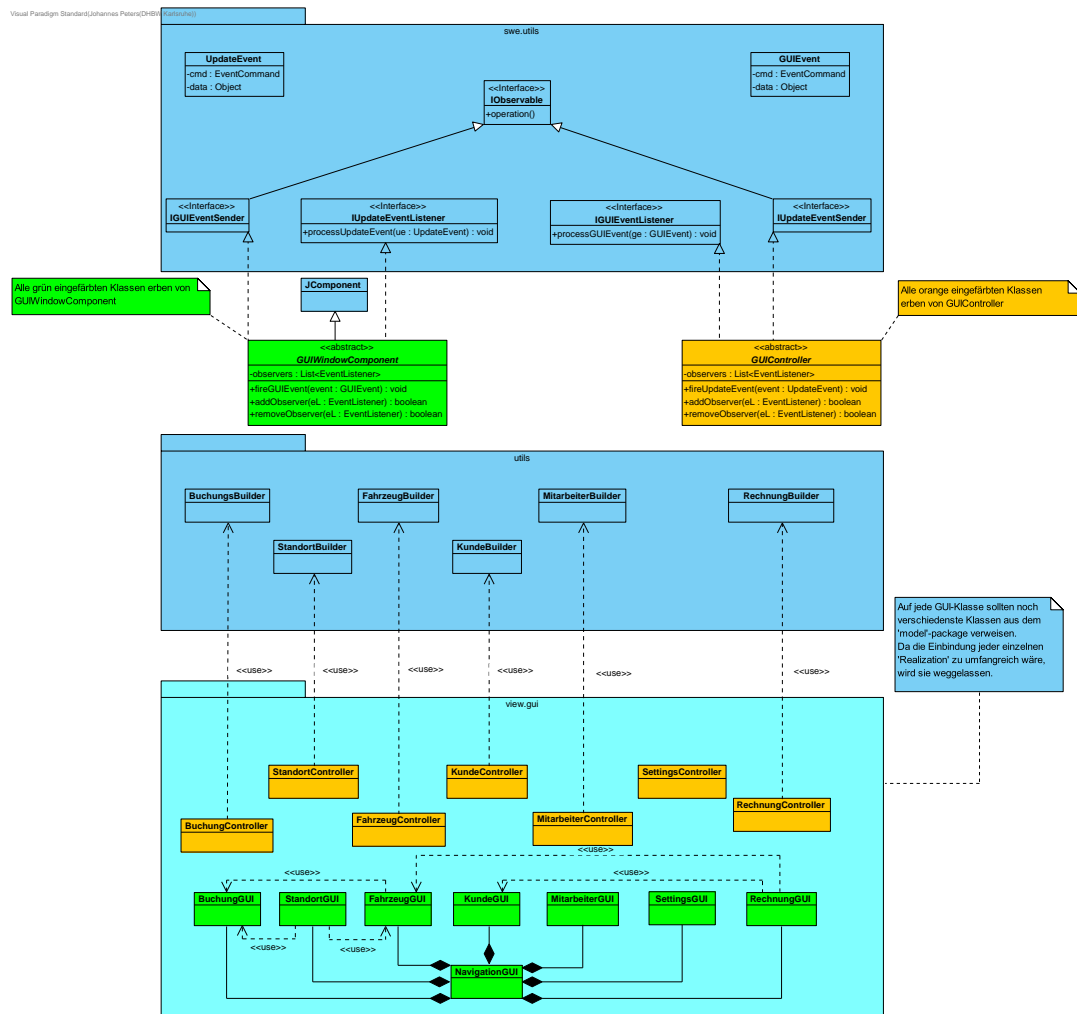 Visual Paradigm Standard(Johannes Peters(DHBW Karlsruhe))
swe.utils
UpdateEvent
-cmd : EventCommand
-data : Object
GUIEvent
-cmd : EventCommand
-data : Object
<<Interface>>
IObservable
+operation()
<<Interface>>
IGUIEventSender
<<Interface>>
IUpdateEventListener
+processUpdateEvent(ue : UpdateEvent) : void
<<Interface>>
IGUIEventListener
+processGUIEvent(ge : GUIEvent) : void
<<Interface>>
IUpdateEventSender
Alle grün eingefärbten Klassen erben von
GUIWindowComponent
JComponent
Alle orange eingefärbten Klassen
erben von GUIController
<<abstract>>
GUIWindowComponent
-observers : List<EventListener>
+fireGUIEvent(event : GUIEvent) : void
+addObserver(eL : EventListener) : boolean
+removeObserver(eL : EventListener) : boolean
<<abstract>>
GUIController
-observers : List<EventListener>
+fireUpdateEvent(event : UpdateEvent) : void
+addObserver(eL : EventListener) : boolean
+removeObserver(eL : EventListener) : boolean
utils
BuchungsBuilder
FahrzeugBuilder
MitarbeiterBuilder
RechnungBuilder
StandortBuilder
KundeBuilder
Auf jede GUI-Klasse sollten noch
verschiedenste Klassen aus dem
'model'-package verweisen.
Da die Einbindung jeder einzelnen
'Realization' zu umfangreich wäre,
wird sie weggelassen.
<<use>>
<<use>>
<<use>>
<<use>>
<<use>>
<<use>>
view.gui
StandortController
KundeController
SettingsController
RechnungController
BuchungController
FahrzeugController
MitarbeiterController
<<use>>
<<use>>
<<use>>
BuchungGUI
StandortGUI
FahrzeugGUI
KundeGUI
MitarbeiterGUI
SettingsGUI
RechnungGUI
<<use>>
<<use>>
NavigationGUI